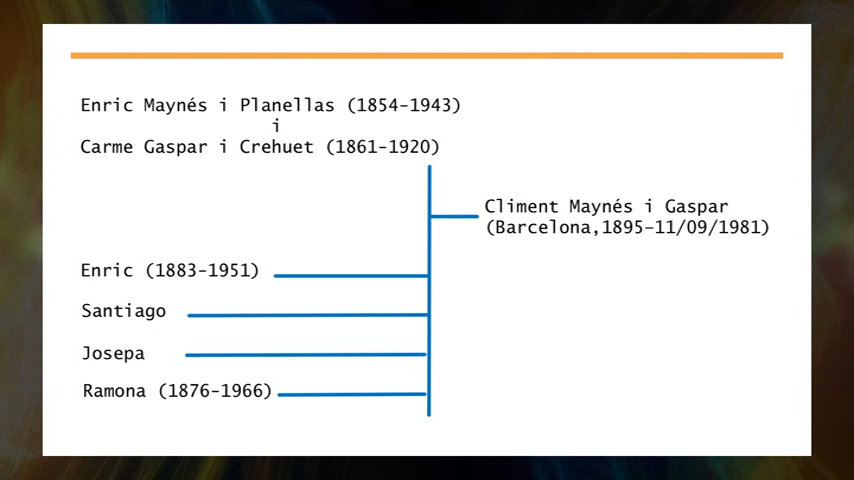 Enric Maynés i Planellas (1854-1943)
i
Carme Gaspar i Crehuet (1861-1920)
Climent Maynés i Gaspar
(Barcelona,1895-11/09/1981)
Enric (1883-1951)
Santiago
Josepa
Ramona (1876-1966)